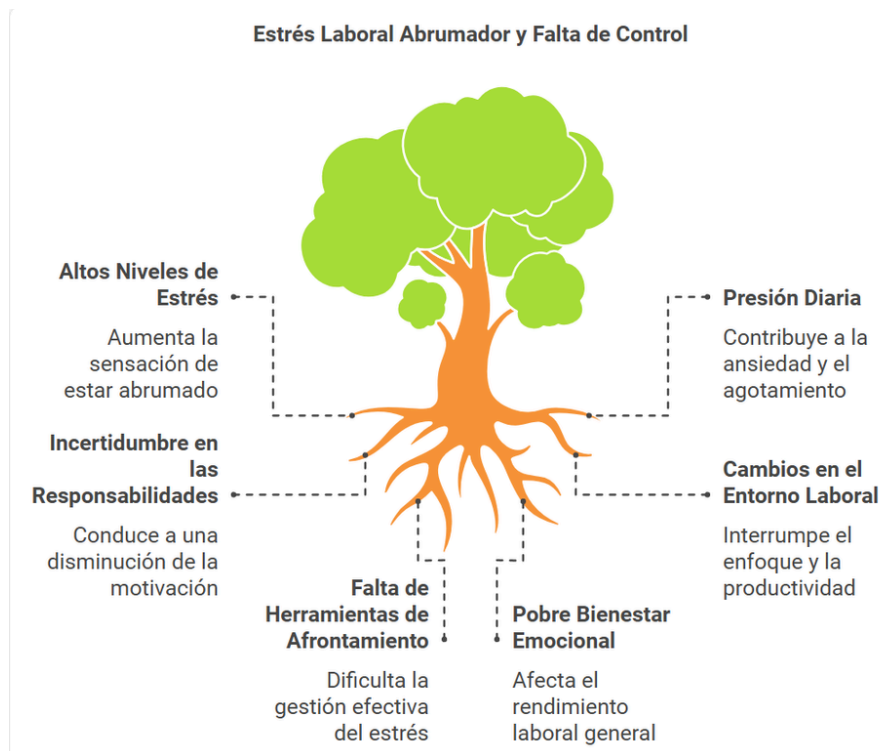 Estrés Laboral Abrumador y Falta de Control
Altos Niveles de
Estrés
Aumenta la
sensación de
estar abrumado
Incertidumbre en
las
Responsabilidades
Conduce a una
disminución de la
motivación
Falta de
Herramientas de
Afrontamiento
Dificulta la
gestión efectiva
del estrés
Pobre Bienestar
Emocional
Afecta el
rendimiento
laboral general
Presión Diaria
Contribuye a la
ansiedad y el
agotamiento
Cambios en el
Entorno Laboral
Interrumpe el
enfoque y la
productividad